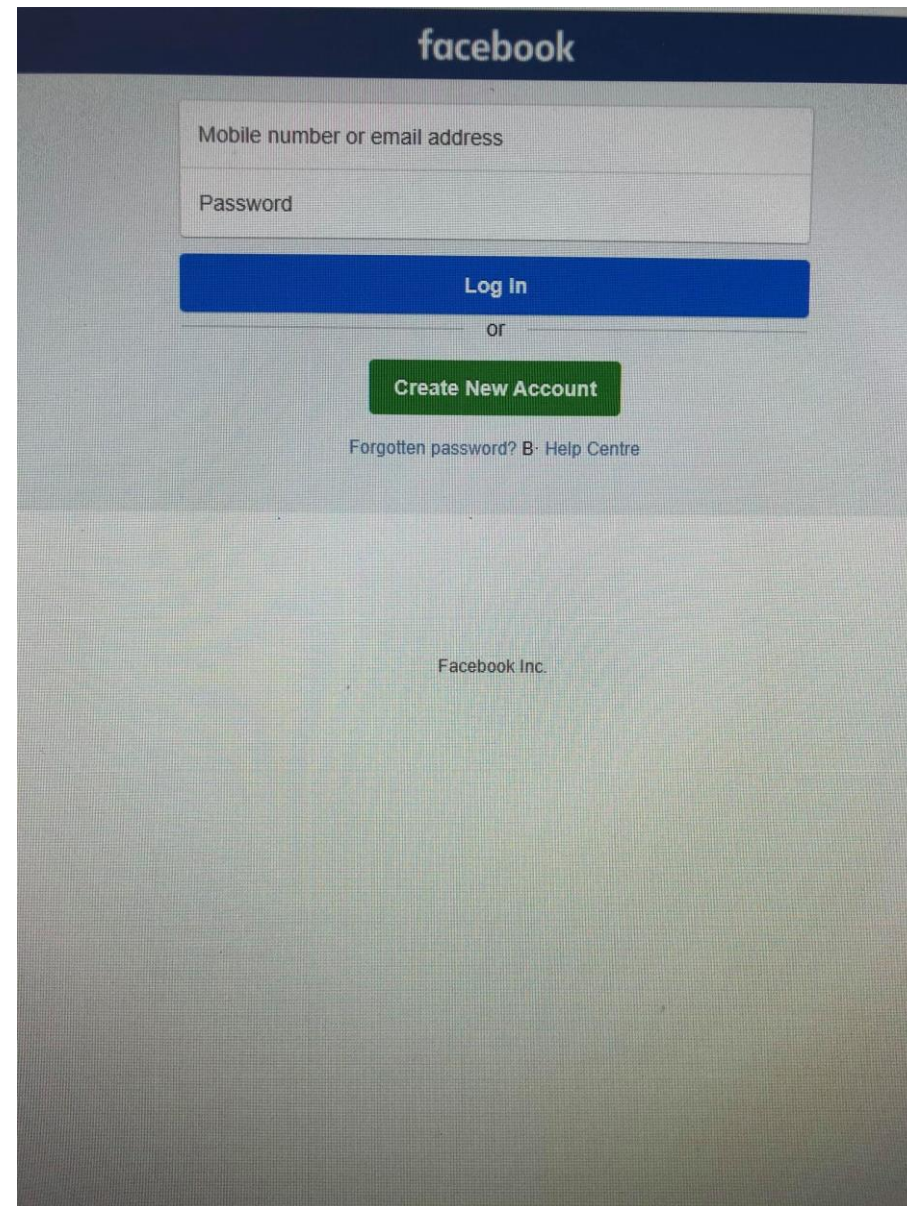 facebook
Mobile number or email address
Password
Log In
or
Create New Account
Forgotten password? B· Help Centre
Facebook Inc.